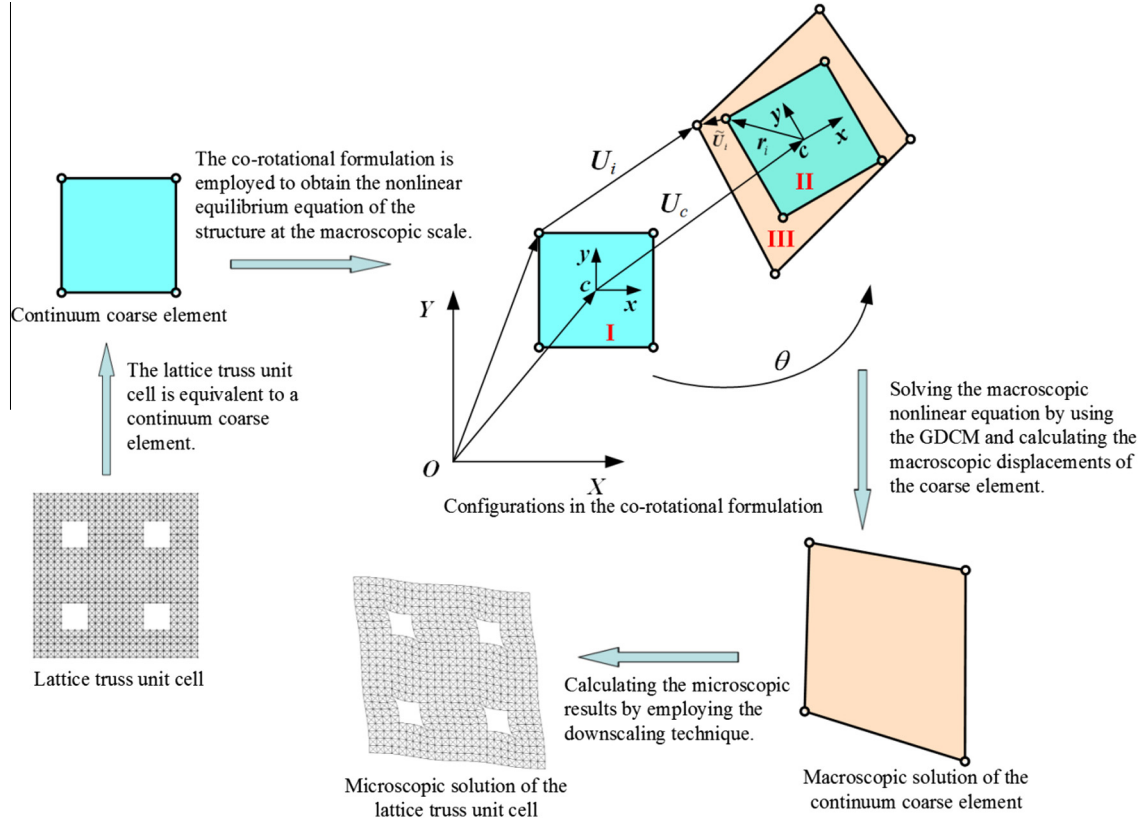 The co-rotational formulation is
employed to obtain the nonlinear
equilibrium equation of the
structure at the macroscopic scale.
Continuum coarse element
The lattice truss unit
cell is equivalent to a
continuum coarse
element.
Lattice truss unit cell
U_i
U_c
Ũ_i
r_i
y
x
c
II
III
y
c
x
I
Y
O
X
θ
Configurations in the co-rotational formulation
Solving the macroscopic
nonlinear equation by using
the GDCM and calculating the
macroscopic displacements of
the coarse element.
Macroscopic solution of the
continuum coarse element
Calculating the microscopic
results by employing the
downscaling technique.
Microscopic solution of the
lattice truss unit cell